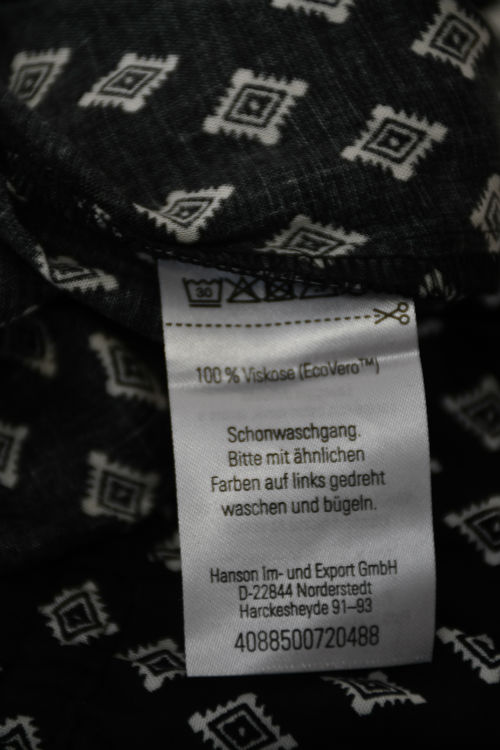 30
100 % Viskose (EcoVero™)
Schonwaschgang.
Bitte mit ähnlichen
Farben auf links gedreht
waschen und bügeln.
Hanson Im- und Export GmbH
D-22844 Norderstedt
Harckesheyde 91–93
4088500720488